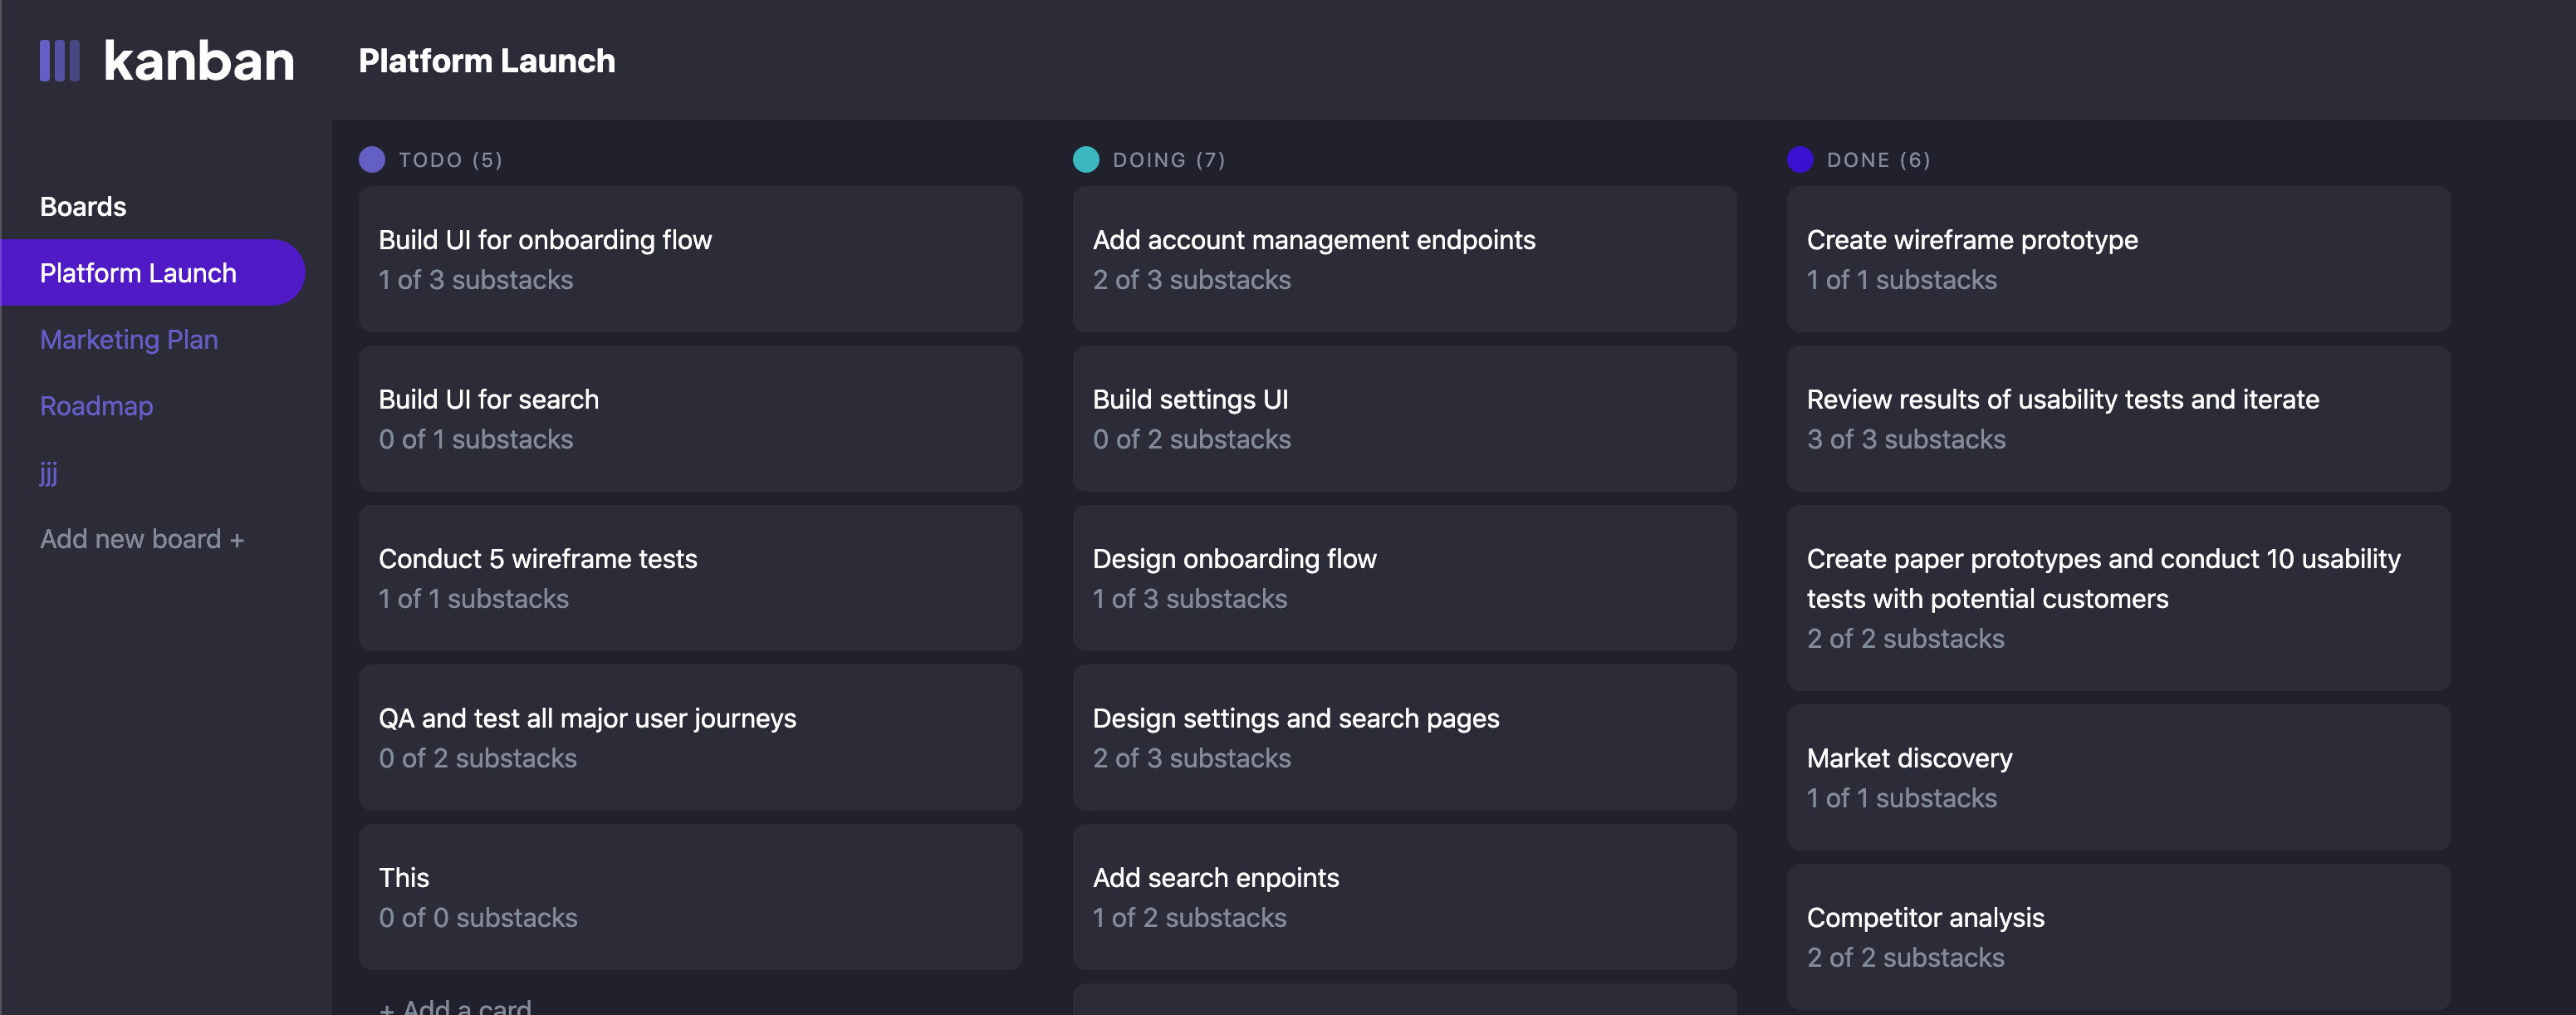 kanban
Platform Launch
Boards
Platform Launch
Marketing Plan
Roadmap
jjj
Add new board +
TODO (5)
Build UI for onboarding flow
1 of 3 substacks
Build UI for search
0 of 1 substacks
Conduct 5 wireframe tests
1 of 1 substacks
QA and test all major user journeys
0 of 2 substacks
This
0 of 0 substacks
+ Add a card
DOING (7)
Add account management endpoints
2 of 3 substacks
Build settings UI
0 of 2 substacks
Design onboarding flow
1 of 3 substacks
Design settings and search pages
2 of 3 substacks
Add search enpoints
1 of 2 substacks
DONE (6)
Create wireframe prototype
1 of 1 substacks
Review results of usability tests and iterate
3 of 3 substacks
Create paper prototypes and conduct 10 usability
tests with potential customers
2 of 2 substacks
Market discovery
1 of 1 substacks
Competitor analysis
2 of 2 substacks